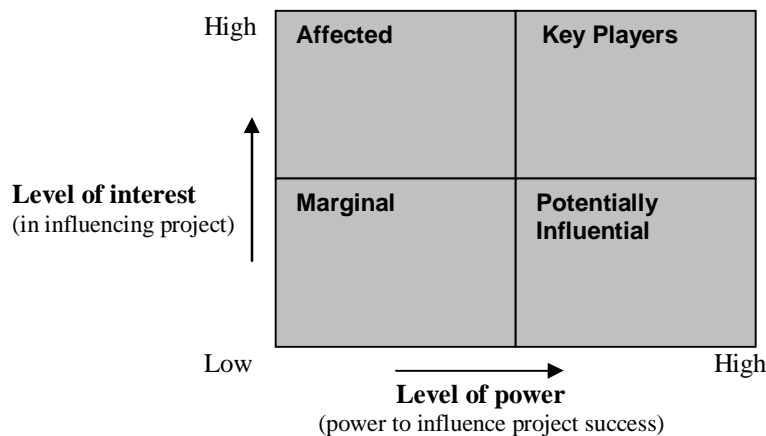 High
Affected
Key Players
Level of interest
(in influencing project)
Marginal
Potentially
Influential
Low
High
Level of power
(power to influence project success)